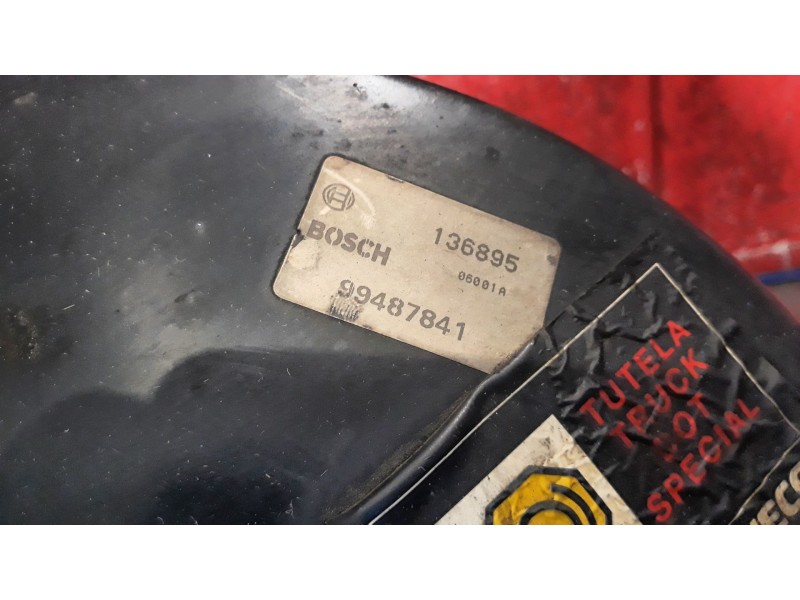 BOSCH
136895
06001A
99487841
TUTELA
TRUCK
DOT
SPECIAL